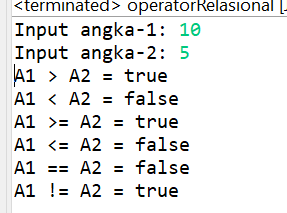 <terminated> operatorRelasional [
Input angka-1: 10
Input angka-2: 5
A1 > A2 = true
A1 < A2 = false
A1 >= A2 = true
A1 <= A2 = false
A1 == A2 = false
A1 != A2 = true